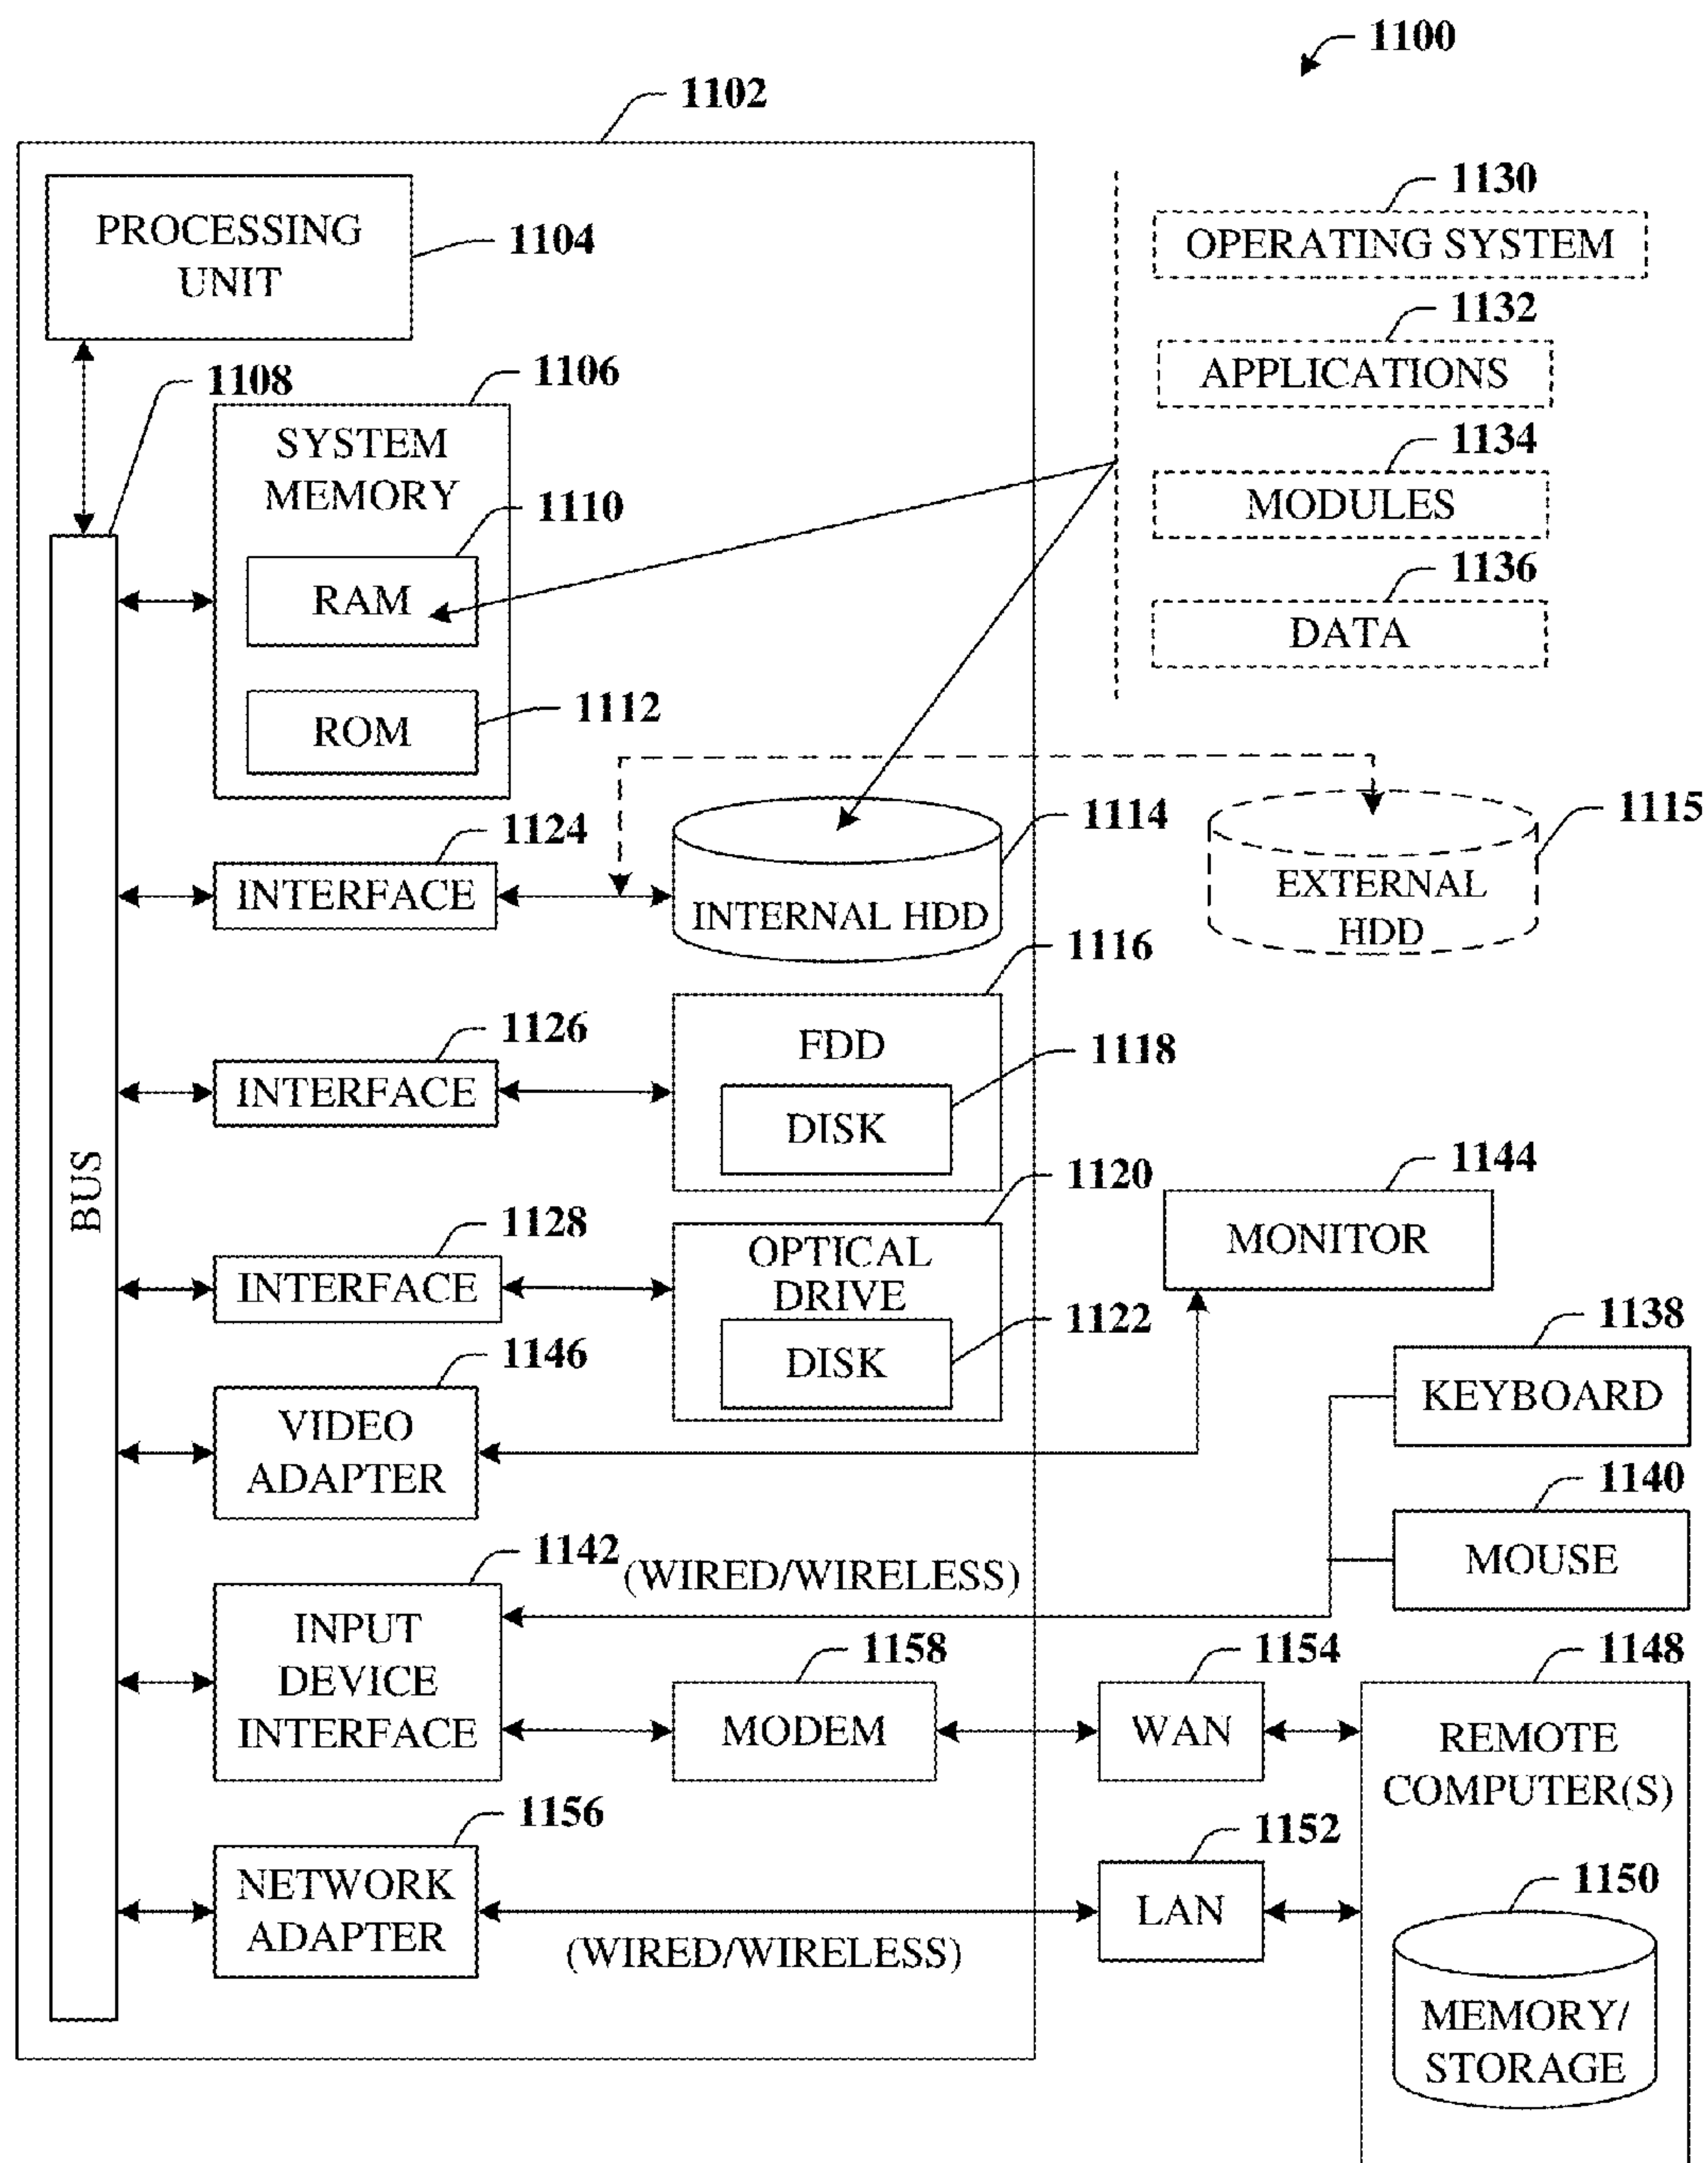 1100
1102
PROCESSING
UNIT
1104
1130
OPERATING SYSTEM
1132
APPLICATIONS
1134
MODULES
1136
DATA
1108
1106
SYSTEM
MEMORY
1110
RAM
1112
ROM
1124
INTERFACE
1114
INTERNAL HDD
1115
EXTERNAL
HDD
1116
FDD
1126
INTERFACE
1118
DISK
BUS
1120
OPTICAL
DRIVE
1128
INTERFACE
1122
DISK
1144
MONITOR
1146
VIDEO
ADAPTER
1138
KEYBOARD
1140
MOUSE
1142
(WIRED/WIRELESS)
INPUT
DEVICE
INTERFACE
1158
MODEM
1154
WAN
1148
REMOTE
COMPUTER(S)
1156
NETWORK
ADAPTER
(WIRED/WIRELESS)
1152
LAN
1150
MEMORY/
STORAGE